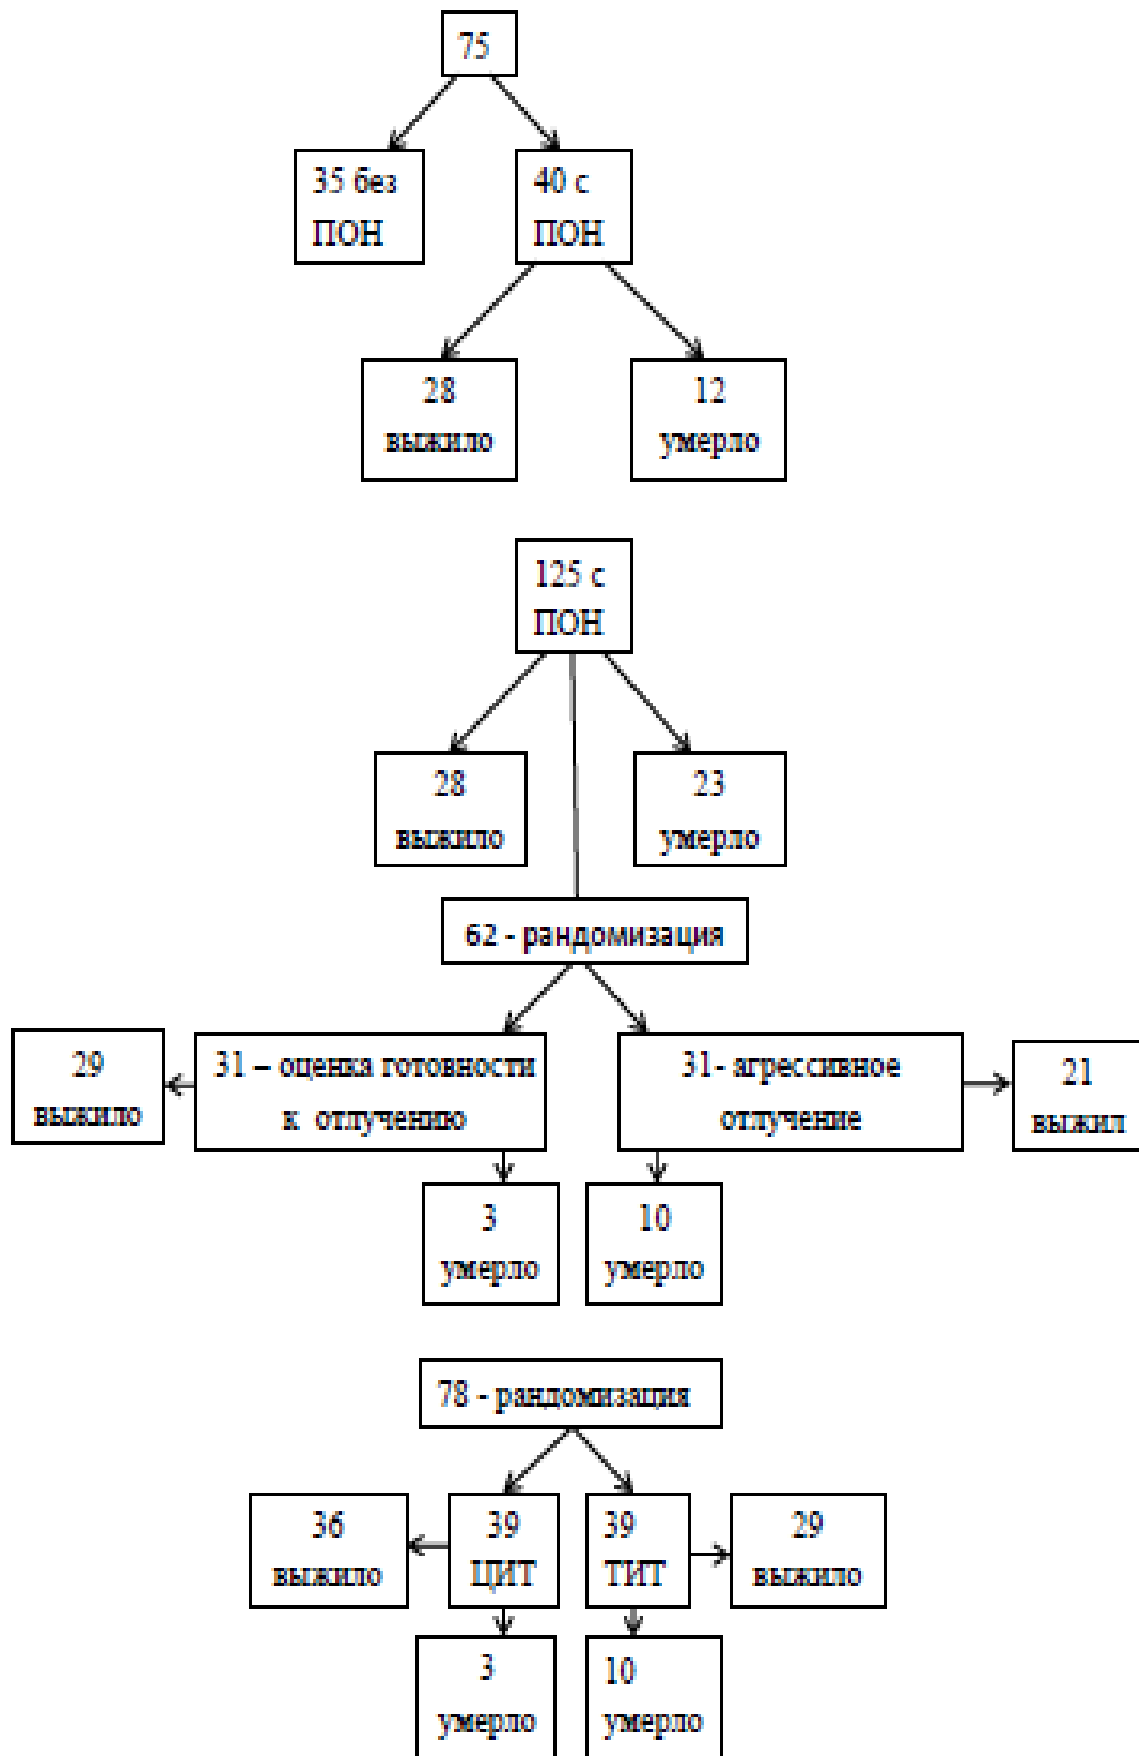 75
35 без
ПОН
40 с
ПОН
28
выжило
12
умерло
125 с
ПОН
28
выжило
23
умерло
62 - рандомизация
29
выжило
31 – оценка готовности
к отлучению
31- агрессивное
отлучение
21
выжил
3
умерло
10
умерло
78 - рандомизация
36
выжило
39
ЦИТ
39
ТИТ
29
выжило
3
умерло
10
умерло